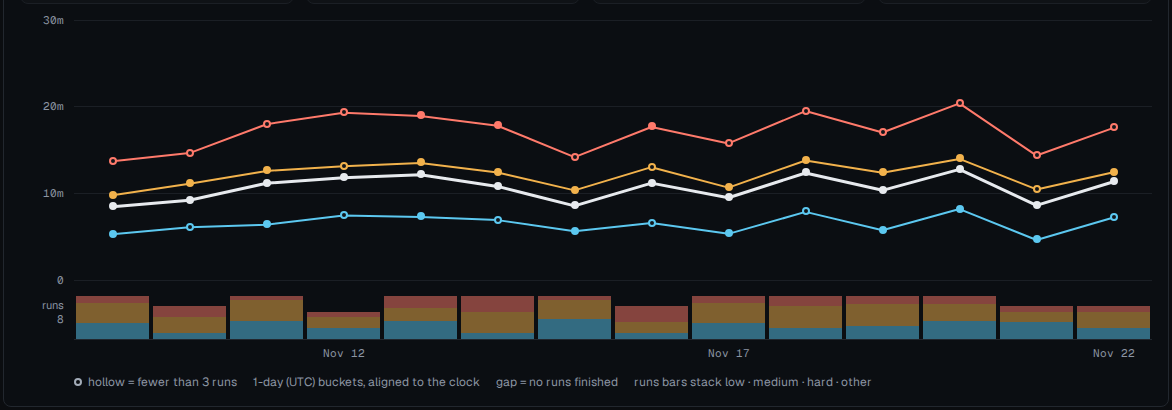 30m
20m
10m
0
runs
8
Nov 12 Nov 17 Nov 22
hollow = fewer than 3 runs 1-day (UTC) buckets, aligned to the clock gap = no runs finished runs bars stack low · medium · hard · other